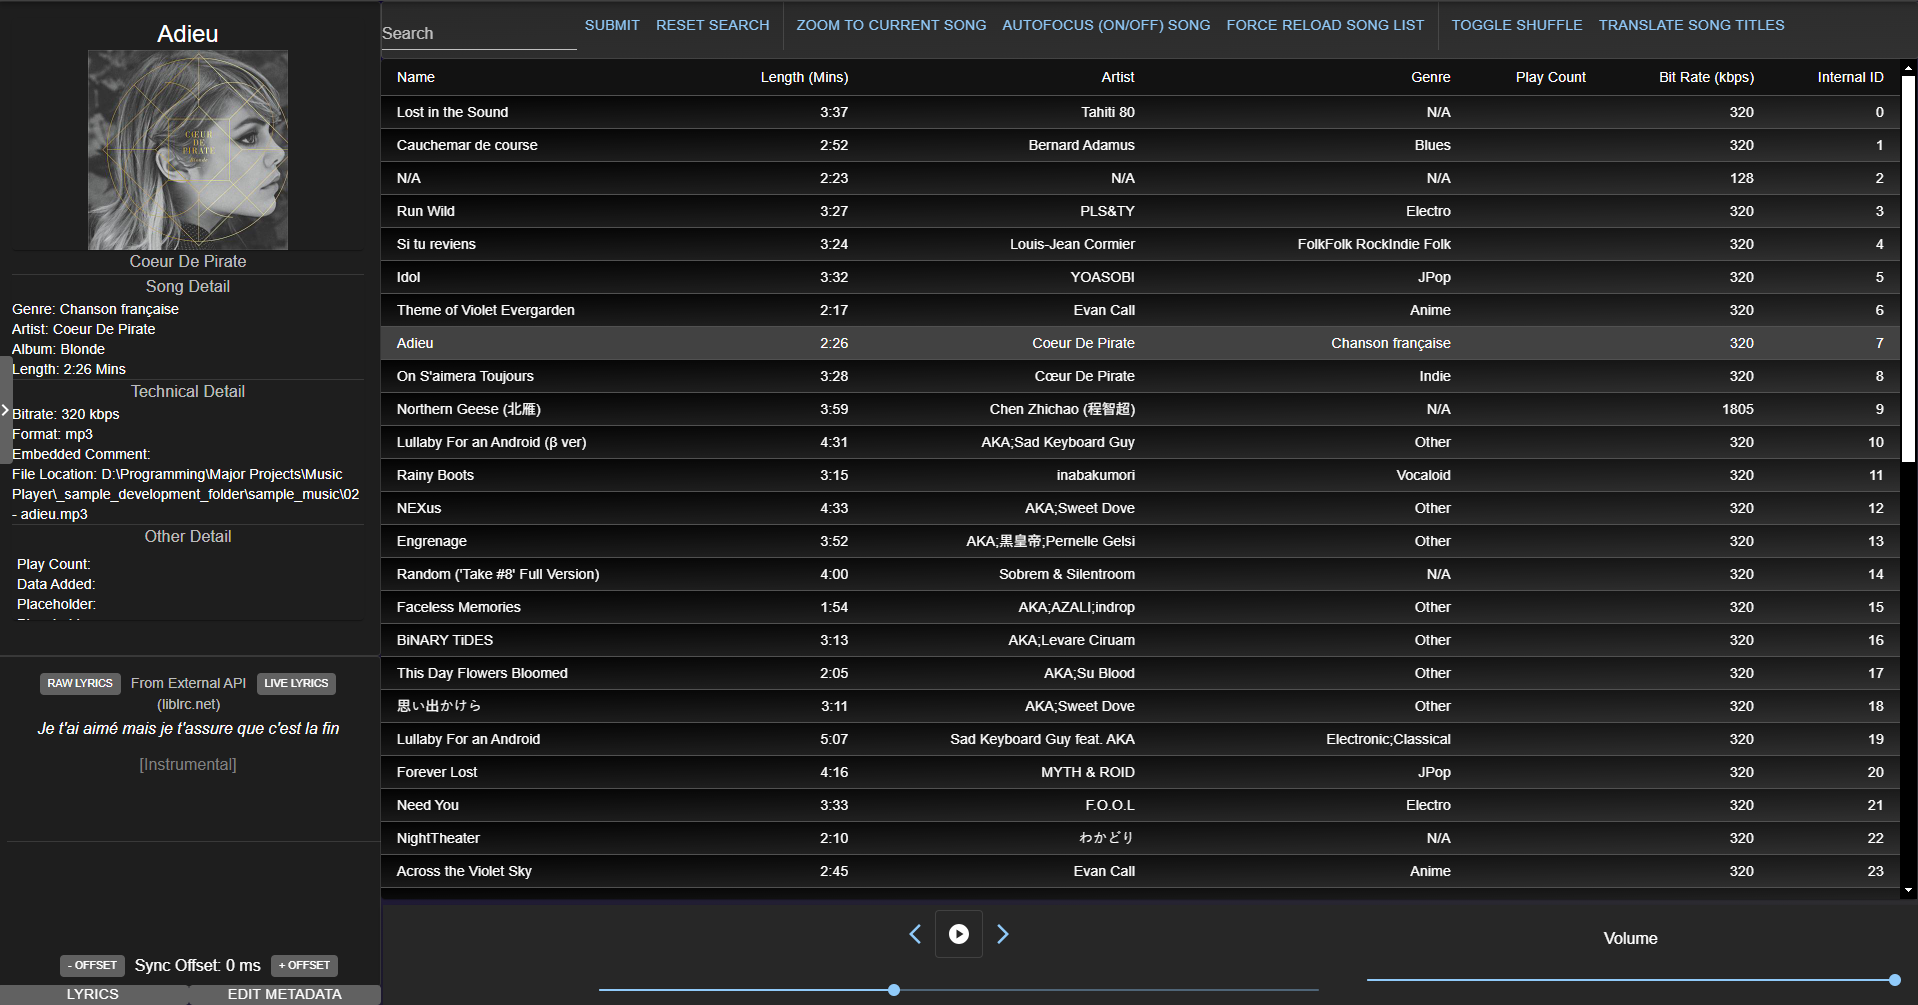 Adieu
CŒUR
DE
PIRATE
Blonde
Coeur De Pirate
Song Detail
Genre: Chanson française
Artist: Coeur De Pirate
Album: Blonde
Length: 2:26 Mins
Technical Detail
Bitrate: 320 kbps
Format: mp3
Embedded Comment:
File Location: D:\Programming\Major Projects\Music
Player\_sample_development_folder\sample_music\02
- adieu.mp3
Other Detail
Play Count:
Data Added:
Placeholder:
RAW LYRICS From External API LIVE LYRICS
(liblrc.net)
Je t'ai aimé mais je t'assure que c'est la fin
[Instrumental]
- OFFSET Sync Offset: 0 ms + OFFSET
LYRICS EDIT METADATA
Search SUBMIT RESET SEARCH ZOOM TO CURRENT SONG AUTOFOCUS (ON/OFF) SONG FORCE RELOAD SONG LIST TOGGLE SHUFFLE TRANSLATE SONG TITLES
Name Length (Mins) Artist Genre Play Count Bit Rate (kbps) Internal ID
Lost in the Sound 3:37 Tahiti 80 N/A 320 0
Cauchemar de course 2:52 Bernard Adamus Blues 320 1
N/A 2:23 N/A N/A 128 2
Run Wild 3:27 PLS&TY Electro 320 3
Si tu reviens 3:24 Louis-Jean Cormier FolkFolk RockIndie Folk 320 4
Idol 3:32 YOASOBI JPop 320 5
Theme of Violet Evergarden 2:17 Evan Call Anime 320 6
Adieu 2:26 Coeur De Pirate Chanson française 320 7
On S'aimera Toujours 3:28 Cœur De Pirate Indie 320 8
Northern Geese (北雁) 3:59 Chen Zhichao (程智超) N/A 1805 9
Lullaby For an Android (β ver) 4:31 AKA;Sad Keyboard Guy Other 320 10
Rainy Boots 3:15 inabakumori Vocaloid 320 11
NEXus 4:33 AKA;Sweet Dove Other 320 12
Engrenage 3:52 AKA;黒皇帝;Pernelle Gelsi Other 320 13
Random ('Take #8' Full Version) 4:00 Sobrem & Silentroom N/A 320 14
Faceless Memories 1:54 AKA;AZALI;indrop Other 320 15
BiNARY TiDES 3:13 AKA;Levare Ciruam Other 320 16
This Day Flowers Bloomed 2:05 AKA;Su Blood Other 320 17
思い出かけら 3:11 AKA;Sweet Dove Other 320 18
Lullaby For an Android 5:07 Sad Keyboard Guy feat. AKA Electronic;Classical 320 19
Forever Lost 4:16 MYTH & ROID JPop 320 20
Need You 3:33 F.O.O.L Electro 320 21
NightTheater 2:10 わかどり N/A 320 22
Across the Violet Sky 2:45 Evan Call Anime 320 23
Volume